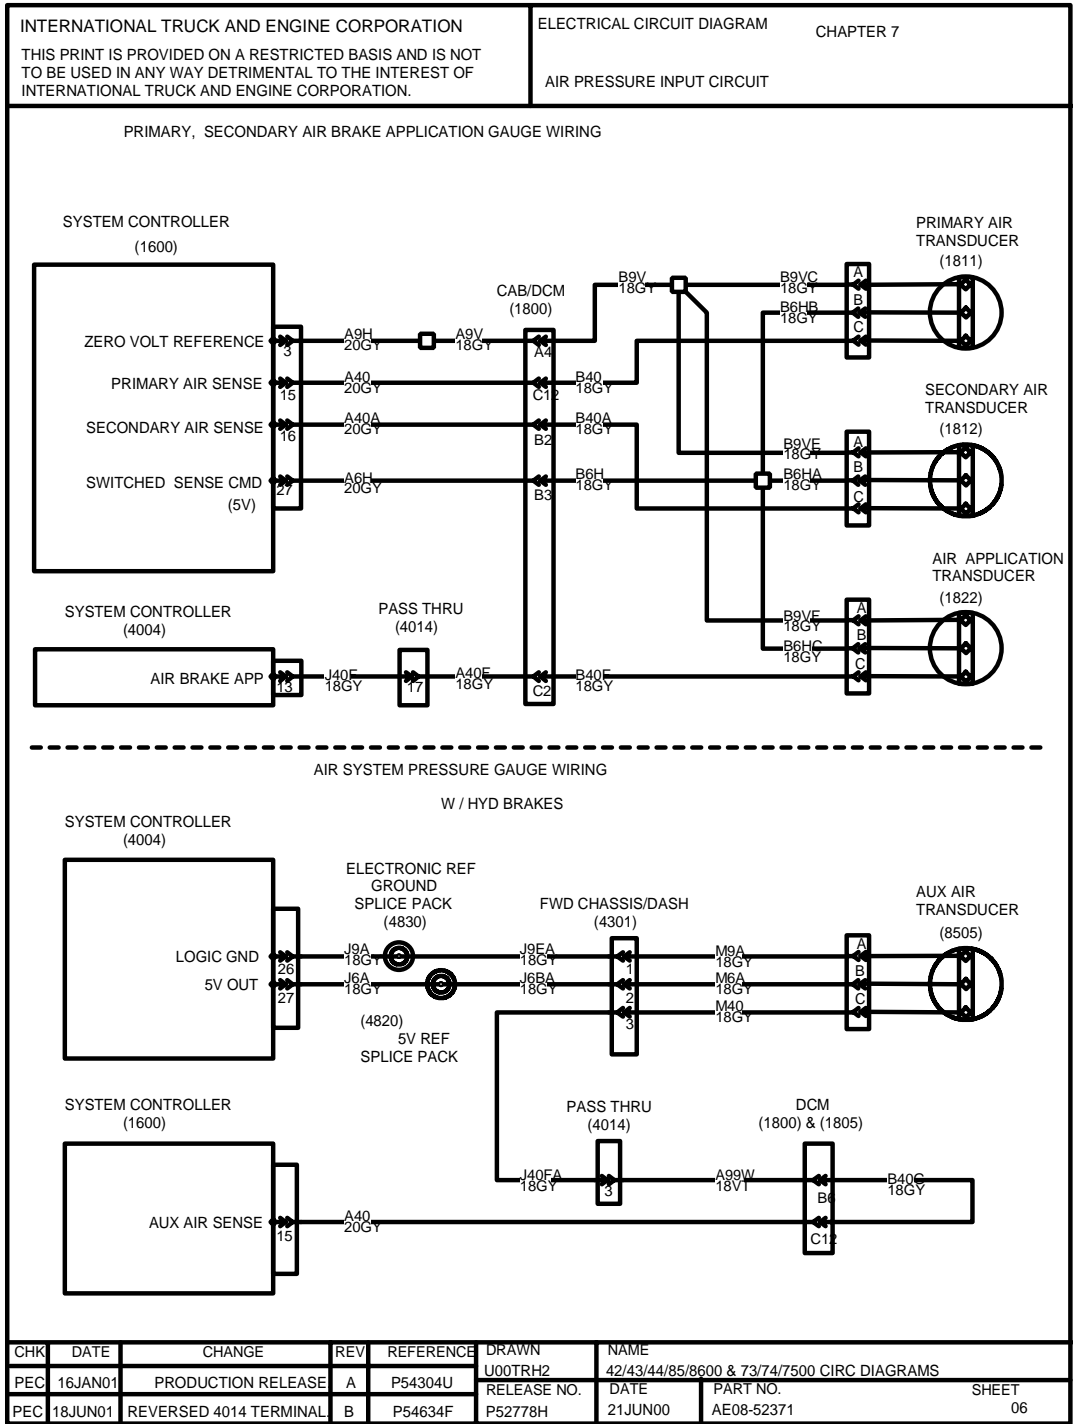 INTERNATIONAL TRUCK AND ENGINE CORPORATION
THIS PRINT IS PROVIDED ON A RESTRICTED BASIS AND IS NOT
TO BE USED IN ANY WAY DETRIMENTAL TO THE INTEREST OF
INTERNATIONAL TRUCK AND ENGINE CORPORATION.
ELECTRICAL CIRCUIT DIAGRAM
CHAPTER 7
AIR PRESSURE INPUT CIRCUIT
PRIMARY, SECONDARY AIR BRAKE APPLICATION GAUGE WIRING
SYSTEM CONTROLLER
(1600)
ZERO VOLT REFERENCE
3
A9H
20GY
A9V
18GY
PRIMARY AIR SENSE
15
A40
20GY
SECONDARY AIR SENSE
16
A40A
20GY
SWITCHED SENSE CMD
(5V)
27
A6H
20GY
CAB/DCM
(1800)
A4
C12
B2
B3
C2
B9V
18GY
B40
18GY
B40A
18GY
B6H
18GY
B9VC
18GY
B6HB
18GY
A
B
C
PRIMARY AIR
TRANSDUCER
(1811)
B9VE
18GY
B6HA
18GY
A
B
C
SECONDARY AIR
TRANSDUCER
(1812)
B9VF
18GY
B6HC
18GY
A
B
C
AIR APPLICATION
TRANSDUCER
(1822)
SYSTEM CONTROLLER
(4004)
AIR BRAKE APP
13
J40F
18GY
PASS THRU
(4014)
17
A40F
18GY
B40F
18GY
AIR SYSTEM PRESSURE GAUGE WIRING
W / HYD BRAKES
SYSTEM CONTROLLER
(4004)
LOGIC GND
26
5V OUT
27
J9A
18GY
J6A
18GY
ELECTRONIC REF
GROUND
SPLICE PACK
(4830)
(4820)
5V REF
SPLICE PACK
J9EA
18GY
J6BA
18GY
FWD CHASSIS/DASH
(4301)
1
2
3
M9A
18GY
M6A
18GY
M40
18GY
A
B
C
AUX AIR
TRANSDUCER
(8505)
SYSTEM CONTROLLER
(1600)
AUX AIR SENSE
15
A40
20GY
PASS THRU
(4014)
J40FA
18GY
3
A99W
18VT
DCM
(1800) & (1805)
B6
C12
B40G
18GY
CHK DATE CHANGE REV REFERENCE
PEC 16JAN01 PRODUCTION RELEASE A P54304U
PEC 18JUN01 REVERSED 4014 TERMINAL. B P54634F
DRAWN
U00TRH2
RELEASE NO.
P52778H
NAME
42/43/44/85/8600 & 73/74/7500 CIRC DIAGRAMS
DATE
21JUN00
PART NO.
AE08-52371
SHEET
06